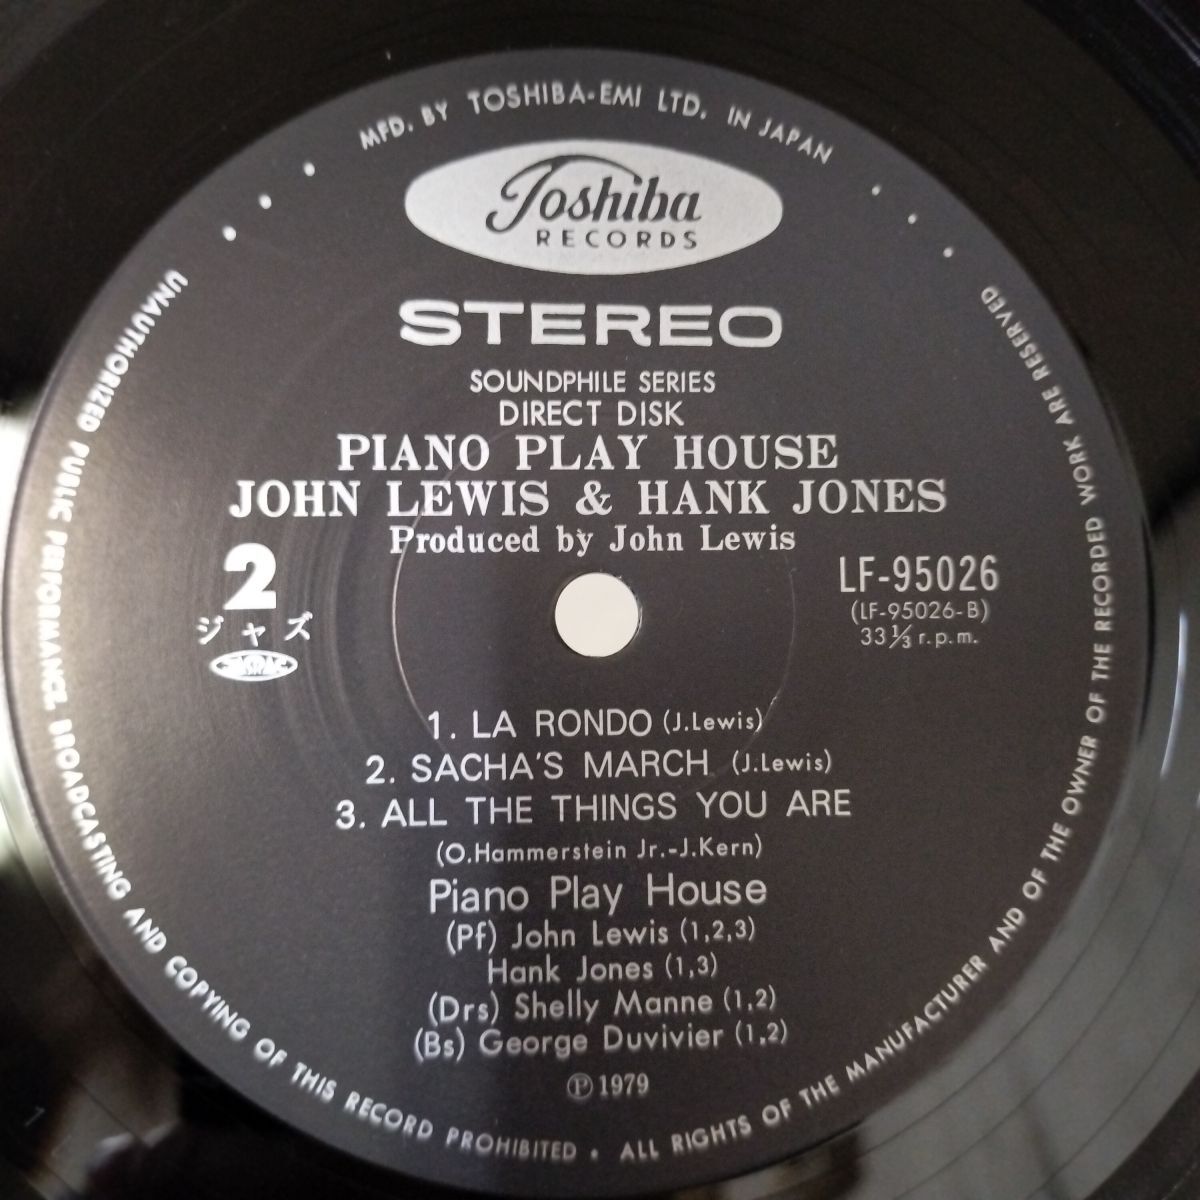 MFD. BY TOSHIBA-EMI LTD. IN JAPAN
Toshiba
RECORDS
STEREO
SOUNDPHILE SERIES
DIRECT DISK
PIANO PLAY HOUSE
JOHN LEWIS & HANK JONES
Produced by John Lewis
2
ジャズ
LF-95026
(LF-95026-B)
33⅓ r.p.m.
1. LA RONDO (J.Lewis)
2. SACHA'S MARCH (J.Lewis)
3. ALL THE THINGS YOU ARE
(O.Hammerstein Jr.-J.Kern)
Piano Play House
(Pf) John Lewis (1,2,3)
Hank Jones (1,3)
(Drs) Shelly Manne (1,2)
(Bs) George Duvivier (1,2)
Ⓟ1979
UNAUTHORIZED PUBLIC PERFORMANCE, BROADCASTING AND COPYING OF THIS RECORD PROHIBITED . ALL RIGHTS OF THE MANUFACTURER AND OF THE OWNER OF THE RECORDED WORK ARE RESERVED